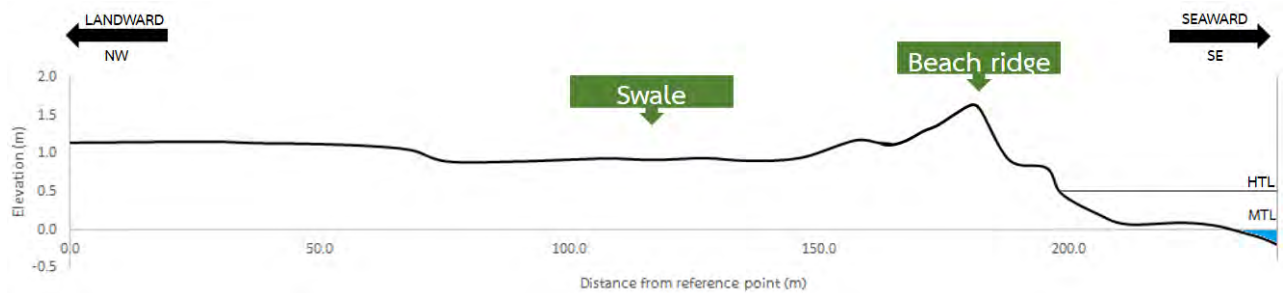 LANDWARD
NW
SEAWARD
SE
Beach ridge
Swale
2.0
1.5
1.0
0.5
0.0
-0.5
Elevation (m)
HTL
MTL
0.0
50.0
100.0
150.0
200.0
Distance from reference point (m)